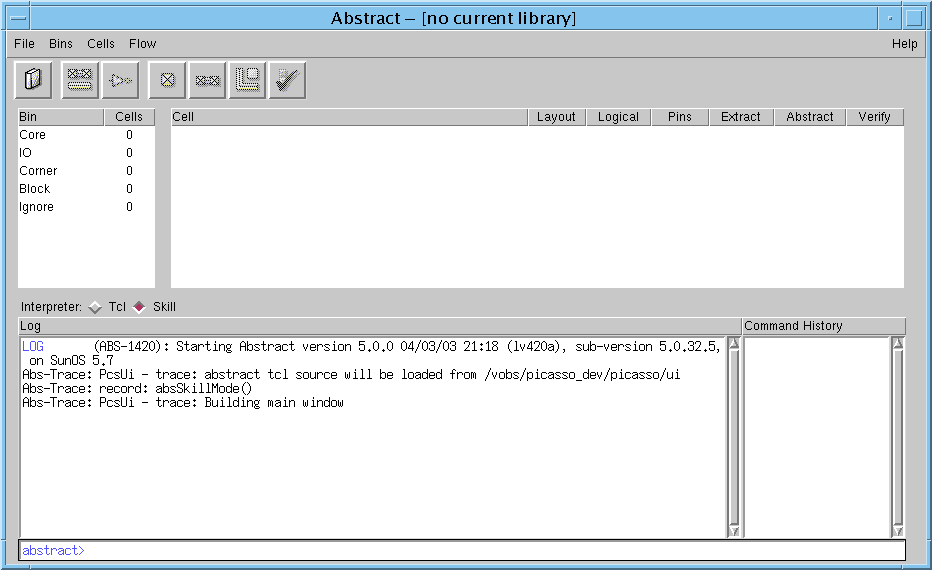 Abstract – [no current library]
File Bins Cells Flow Help
Bin Cells Cell Layout Logical Pins Extract Abstract Verify
Core 0
IO 0
Corner 0
Block 0
Ignore 0
Interpreter: Tcl Skill
Log Command History
LOG (ABS-1420): Starting Abstract version 5.0.0 04/03/03 21:18 (lv420a), sub-version 5.0.32.5,
on SunOS 5.7
Abs-Trace: PcsUi - trace: abstract tcl source will be loaded from /vobs/picasso_dev/picasso/ui
Abs-Trace: record: absSkillMode()
Abs-Trace: PcsUi - trace: Building main window
abstract>